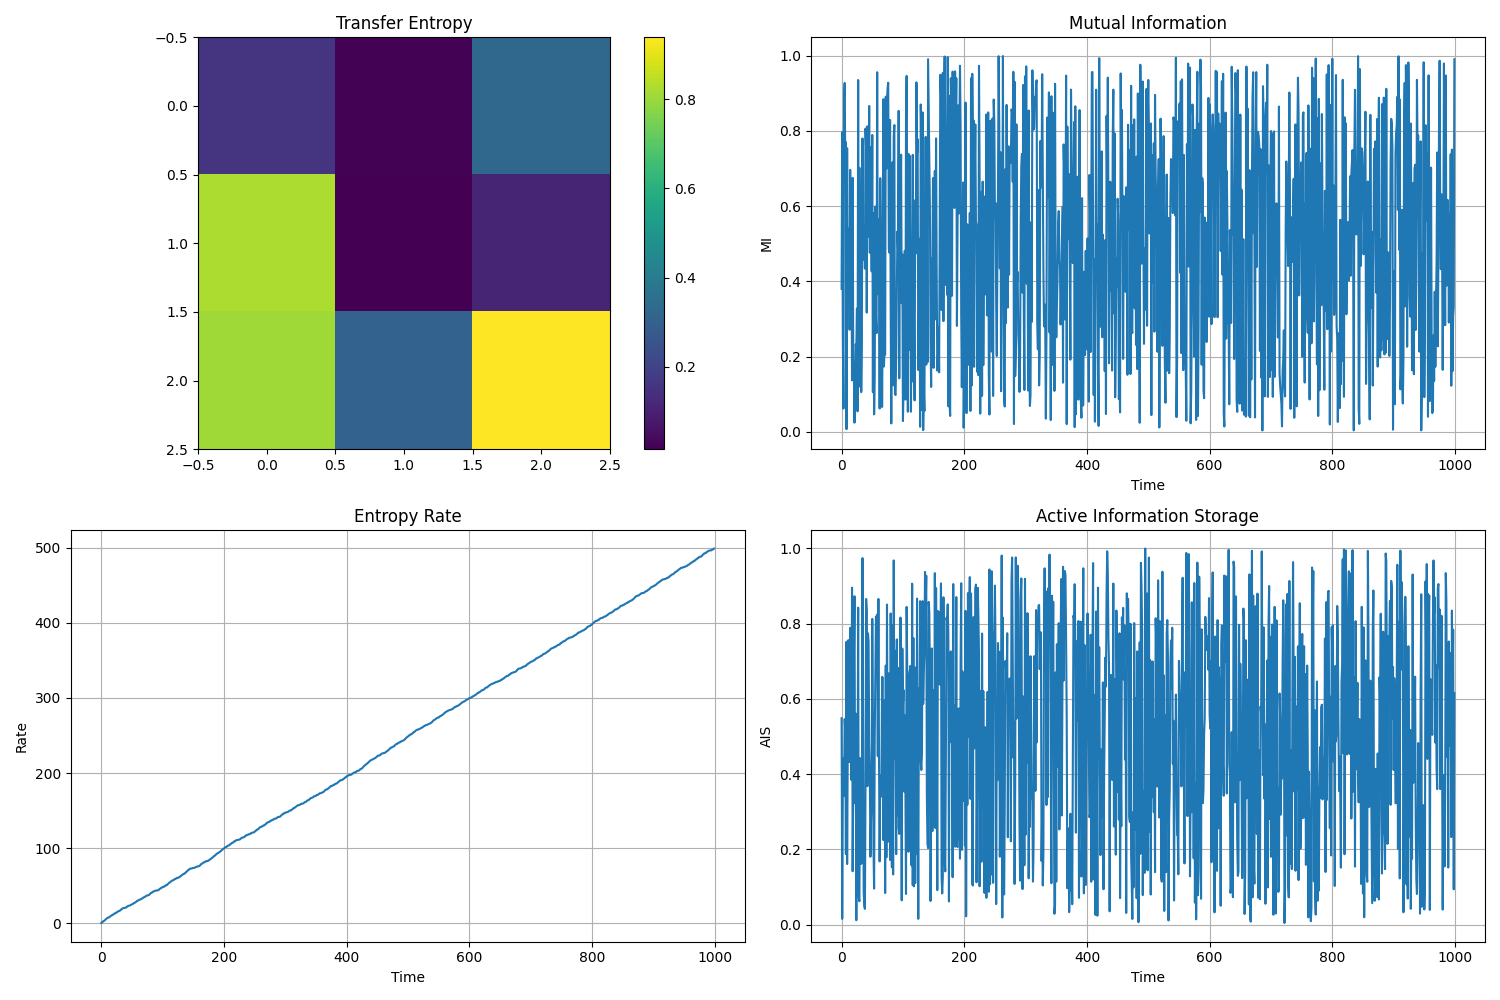 Transfer Entropy
−0.5
0.0
0.5
1.0
1.5
2.0
2.5
−0.5 0.0 0.5 1.0 1.5 2.0 2.5
0.8
0.6
0.4
0.2
Mutual Information
MI
1.0
0.8
0.6
0.4
0.2
0.0
0 200 400 600 800 1000
Time
Entropy Rate
Rate
500
400
300
200
100
0
0 200 400 600 800 1000
Time
Active Information Storage
AIS
1.0
0.8
0.6
0.4
0.2
0.0
0 200 400 600 800 1000
Time